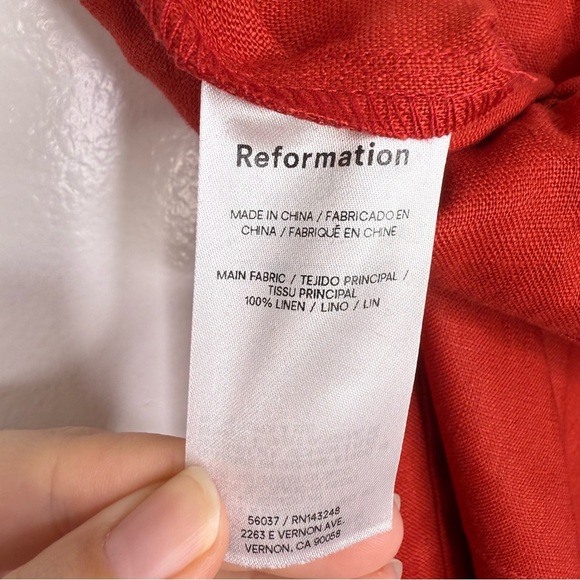 Reformation
MADE IN CHINA / FABRICADO EN
CHINA / FABRIQUÉ EN CHINE
MAIN FABRIC / TEJIDO PRINCIPAL /
TISSU PRINCIPAL
100% LINEN / LINO / LIN
56037 / RN143248
2263 E VERNON AVE.
VERNON, CA 90058